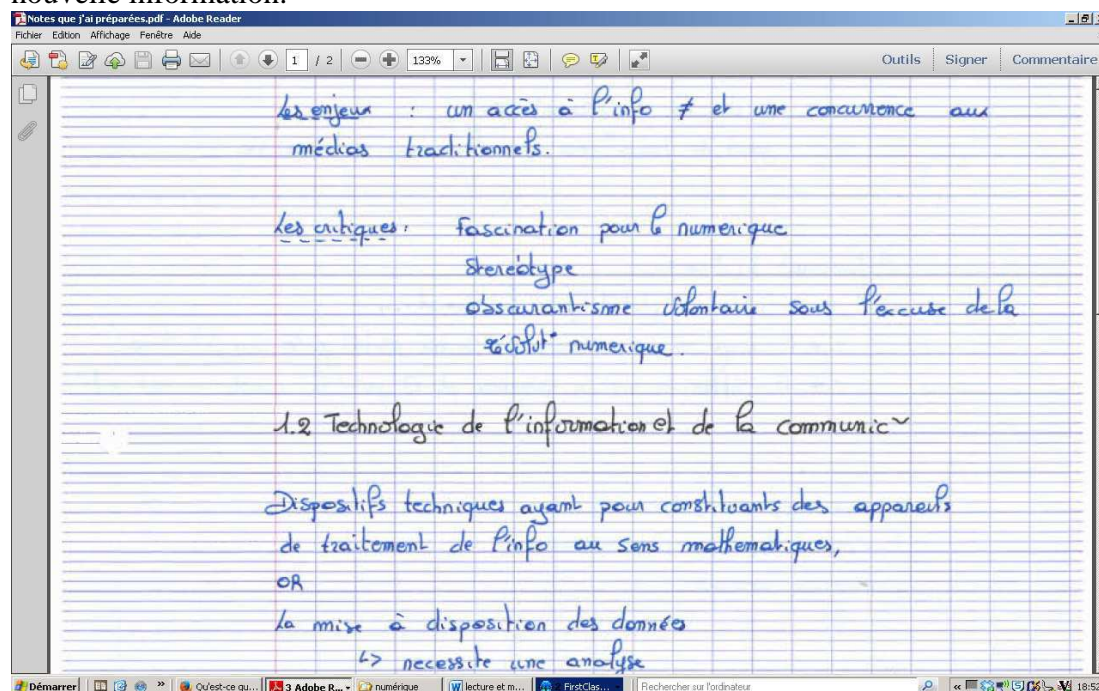 nouvelle information.
Notes que j'ai préparées.pdf - Adobe Reader
Fichier Edition Affichage Fenêtre Aide
1 / 2 133% Outils Signer Commentaire
Les enjeux : un accès à l'info ≠ et une concurrence aux
médias traditionnels.
Les critiques : Fascination pour le numerique
Stereotype
obscurantisme volontaire sous l'excuse de la
révolut° numerique.
1.2 Technologie de l'information et de la communic~
Dispositifs techniques ayant pour constituants des appareils
de traitement de l'info au sens mathematiques,
OR
La mise à disposition des données
↳ necessite une analyse
Démarrer » Qu'est-ce qu... 3 Adobe R... numérique lecture et m... FirstClas... Rechercher sur l'ordinateur « 18:52